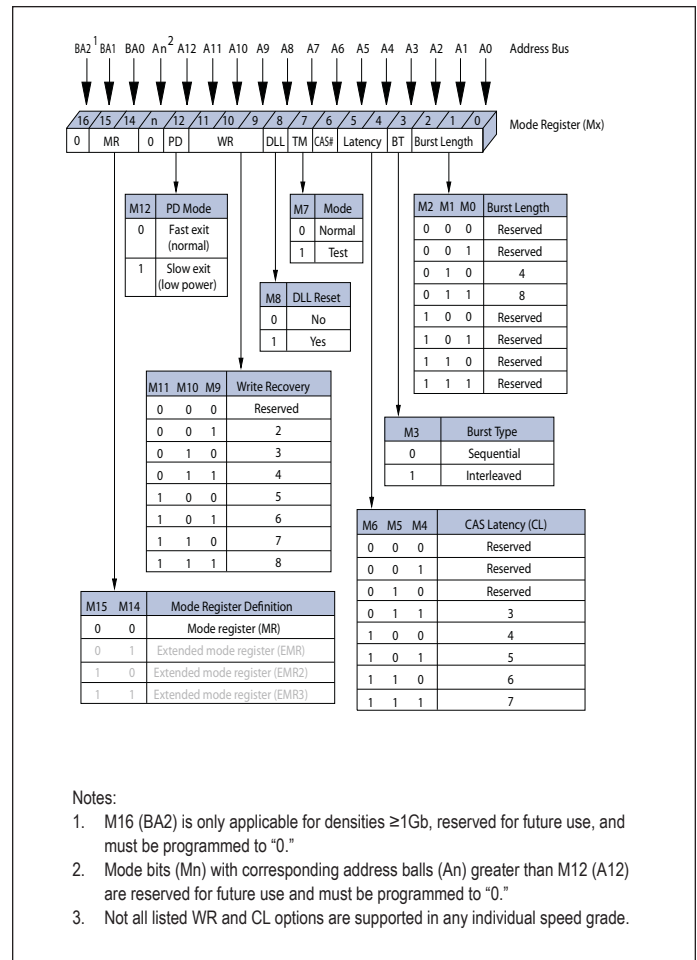 BA2 1 BA1 BA0 An 2 A12 A11 A10 A9 A8 A7 A6 A5 A4 A3 A2 A1 A0 Address Bus
16 15 14 n 12 11 10 9 8 7 6 5 4 3 2 1 0
Mode Register (Mx)
0 MR 0 PD WR DLL TM CAS# Latency BT Burst Length
M12 PD Mode
0 Fast exit
(normal)
1 Slow exit
(low power)
M7 Mode
0 Normal
1 Test
M2 M1 M0 Burst Length
0 0 0 Reserved
0 0 1 Reserved
0 1 0 4
0 1 1 8
1 0 0 Reserved
1 0 1 Reserved
1 1 0 Reserved
1 1 1 Reserved
M8 DLL Reset
0 No
1 Yes
M11 M10 M9 Write Recovery
0 0 0 Reserved
0 0 1 2
0 1 0 3
0 1 1 4
1 0 0 5
1 0 1 6
1 1 0 7
1 1 1 8
M3 Burst Type
0 Sequential
1 Interleaved
M6 M5 M4 CAS Latency (CL)
0 0 0 Reserved
0 0 1 Reserved
0 1 0 Reserved
0 1 1 3
1 0 0 4
1 0 1 5
1 1 0 6
1 1 1 7
M15 M14 Mode Register Definition
0 0 Mode register (MR)
0 1 Extended mode register (EMR)
1 0 Extended mode register (EMR2)
1 1 Extended mode register (EMR3)
Notes:
1. M16 (BA2) is only applicable for densities ≥1Gb, reserved for future use, and
must be programmed to “0.”
2. Mode bits (Mn) with corresponding address balls (An) greater than M12 (A12)
are reserved for future use and must be programmed to “0.”
3. Not all listed WR and CL options are supported in any individual speed grade.